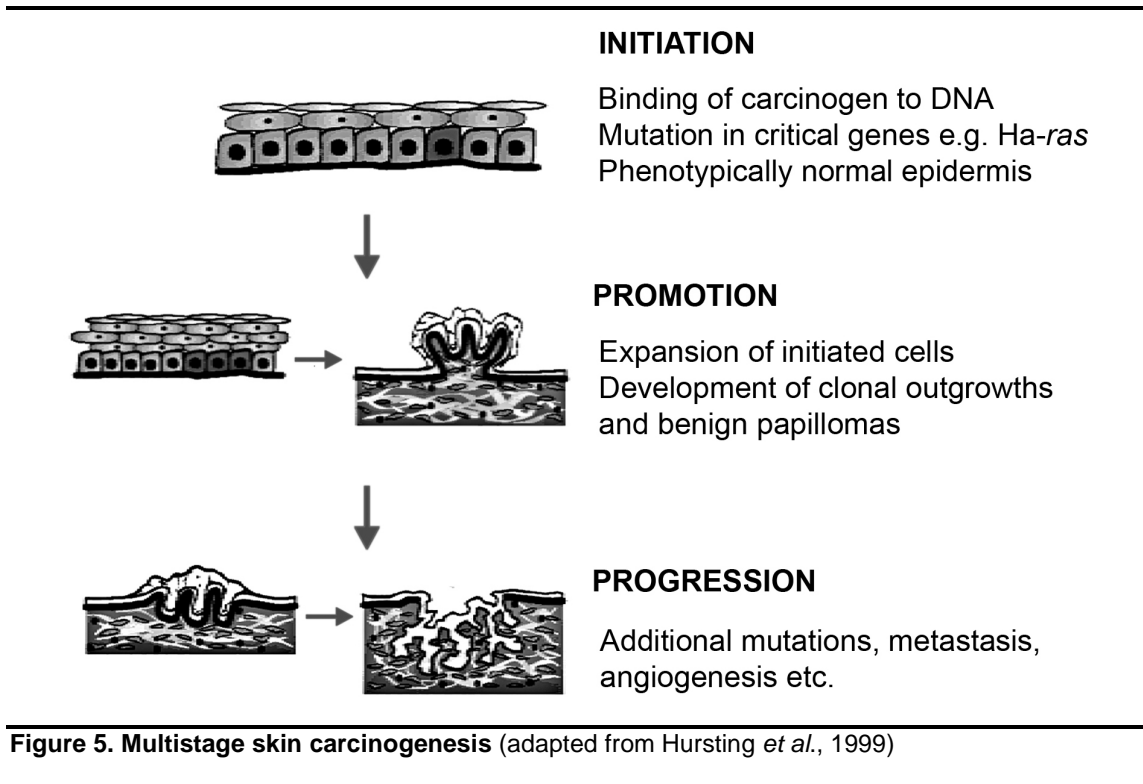 INITIATION
Binding of carcinogen to DNA
Mutation in critical genes e.g. Ha-ras
Phenotypically normal epidermis
PROMOTION
Expansion of initiated cells
Development of clonal outgrowths
and benign papillomas
PROGRESSION
Additional mutations, metastasis,
angiogenesis etc.
Figure 5. Multistage skin carcinogenesis (adapted from Hursting et al., 1999)